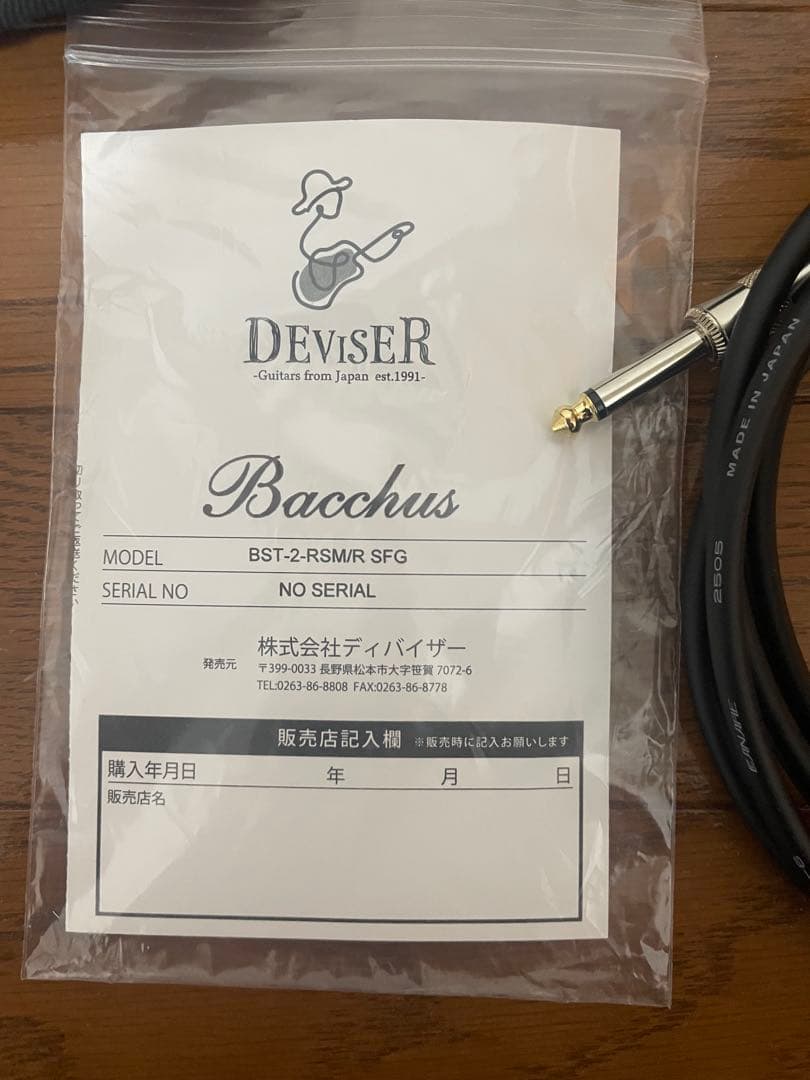 DEVISER
-Guitars from Japan est.1991-
Bacchus
MODEL BST-2-RSM/R SFG
SERIAL NO NO SERIAL
発売元 株式会社ディバイザー
〒399-0033 長野県松本市大字笹賀 7072-6
TEL:0263-86-8808 FAX:0263-86-8778
販売店記入欄 ※販売時に記入お願いします
購入年月日 年 月 日
販売店名
MADE IN JAPAN
2505
CANARE